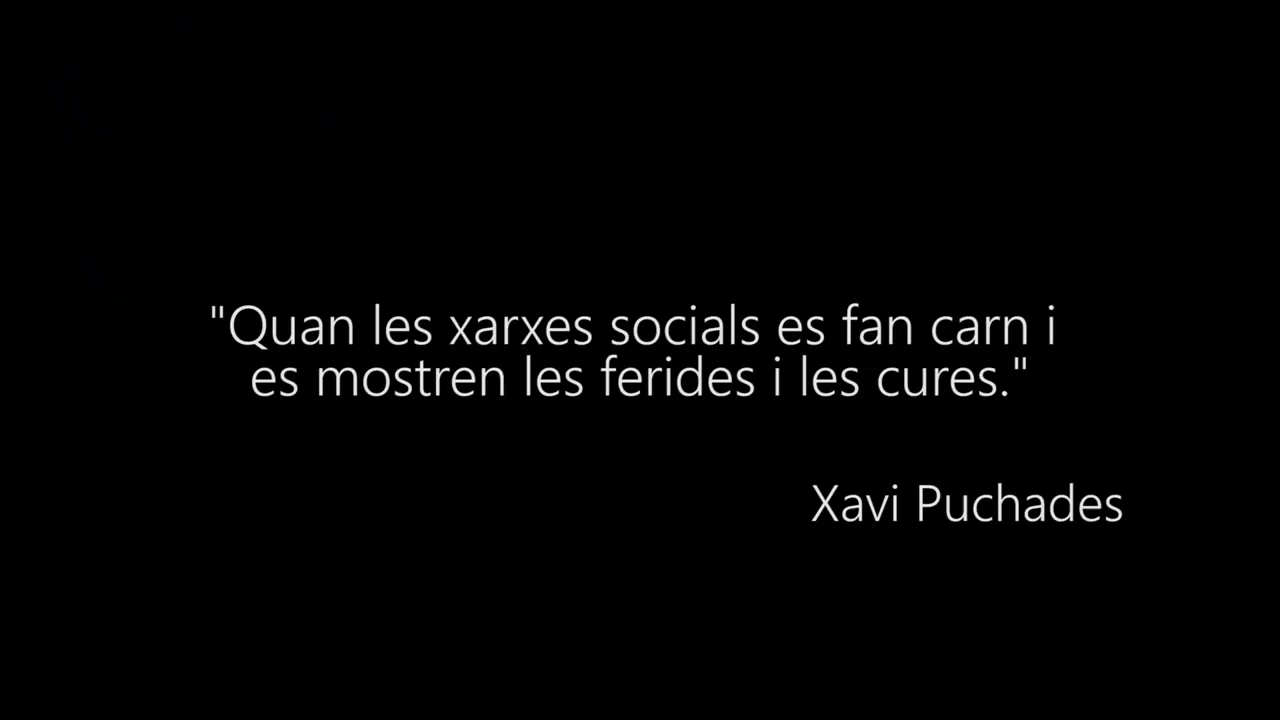 "Quan les xarxes socials es fan carn i
es mostren les ferides i les cures."
Xavi Puchades